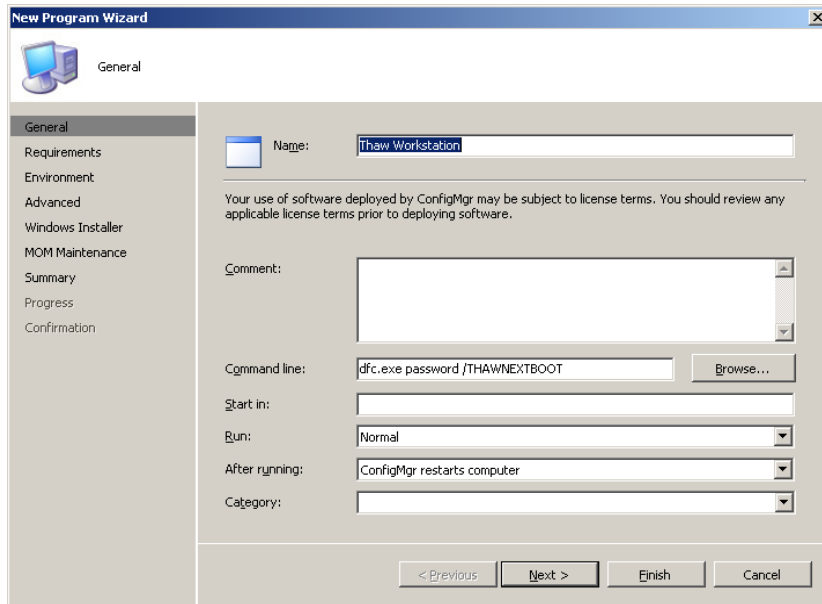 New Program Wizard
General
General
Requirements
Environment
Advanced
Windows Installer
MOM Maintenance
Summary
Progress
Confirmation
Name:
Thaw Workstation
Your use of software deployed by ConfigMgr may be subject to license terms. You should review any
applicable license terms prior to deploying software.
Comment:
Command line:
dfc.exe password /THAWNEXTBOOT
Browse...
Start in:
Run:
Normal
After running:
ConfigMgr restarts computer
Category:
< Previous
Next >
Finish
Cancel